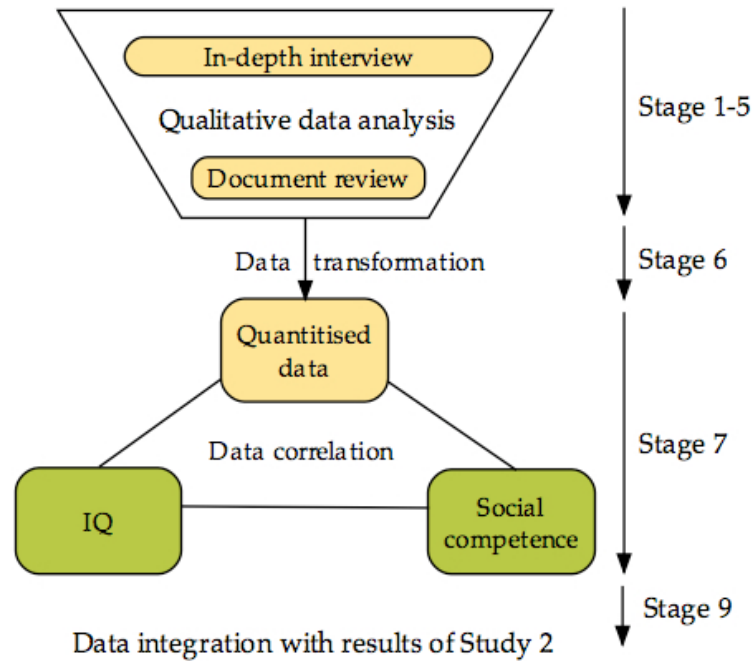 In-depth interview
Qualitative data analysis
Document review
Stage 1-5
Data transformation
Stage 6
Quantitised
data
Data correlation
Stage 7
IQ
Social
competence
Stage 9
Data integration with results of Study 2